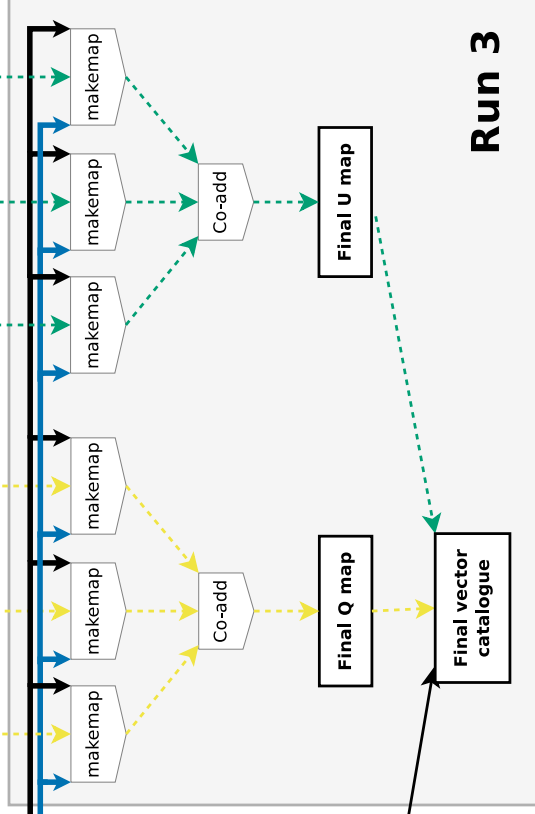 makemap
makemap
makemap
makemap
makemap
makemap
Co-add
Co-add
Final Q map
Final U map
Final vector
catalogue
Run 3